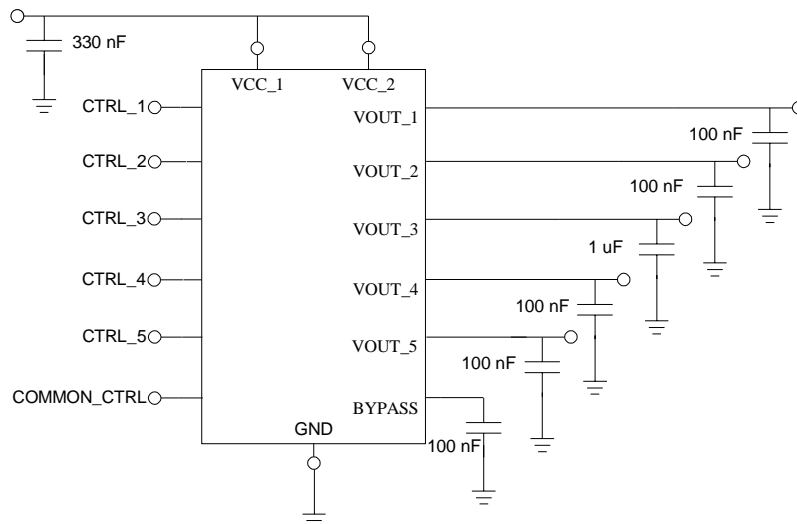 330 nF
VCC_1
VCC_2
CTRL_1
VOUT_1
100 nF
CTRL_2
VOUT_2
100 nF
CTRL_3
VOUT_3
1 uF
CTRL_4
VOUT_4
100 nF
CTRL_5
VOUT_5
100 nF
COMMON_CTRL
BYPASS
GND
100 nF